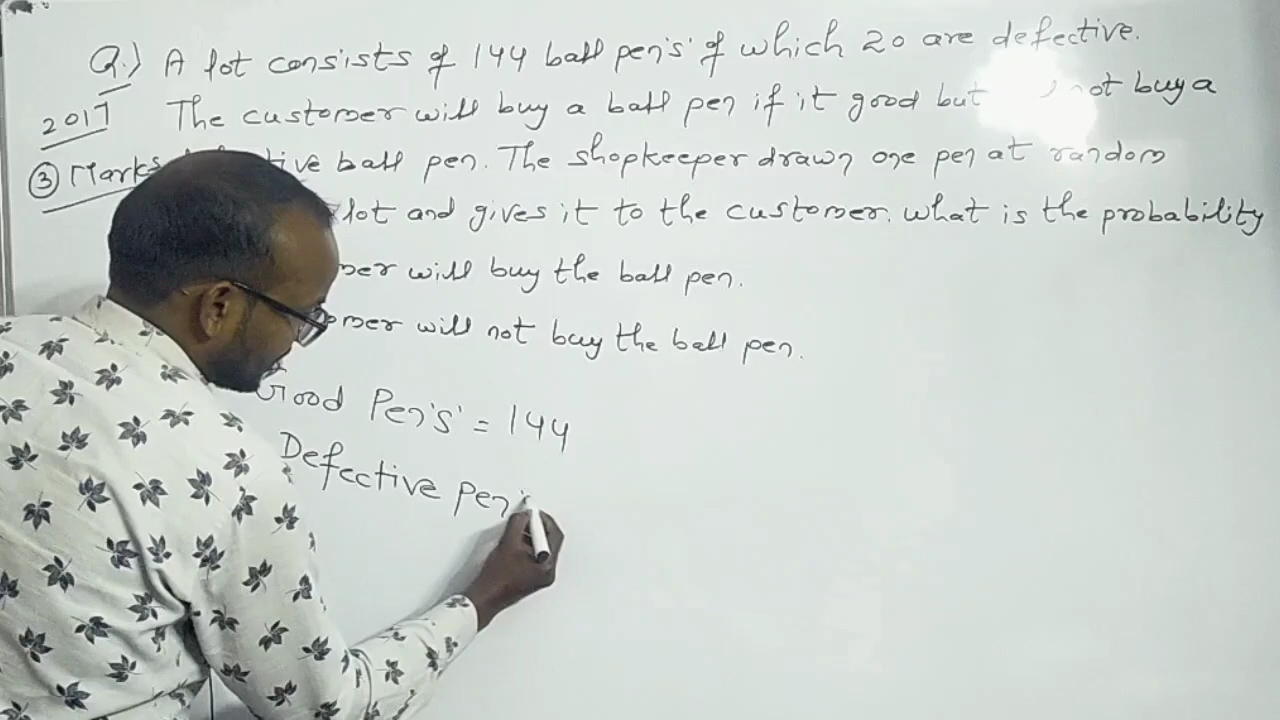 Q.) A lot consists of 144 ball pen's' of which 20 are defective.
2017 The customer will buy a ball pen if it good but not buy a
③ Marks ball pen. The shopkeeper drawn one pen at random
lot and gives it to the customer. what is the probability
will buy the ball pen.
will not buy the ball pen.
Good Pen's' = 144
Defective pen